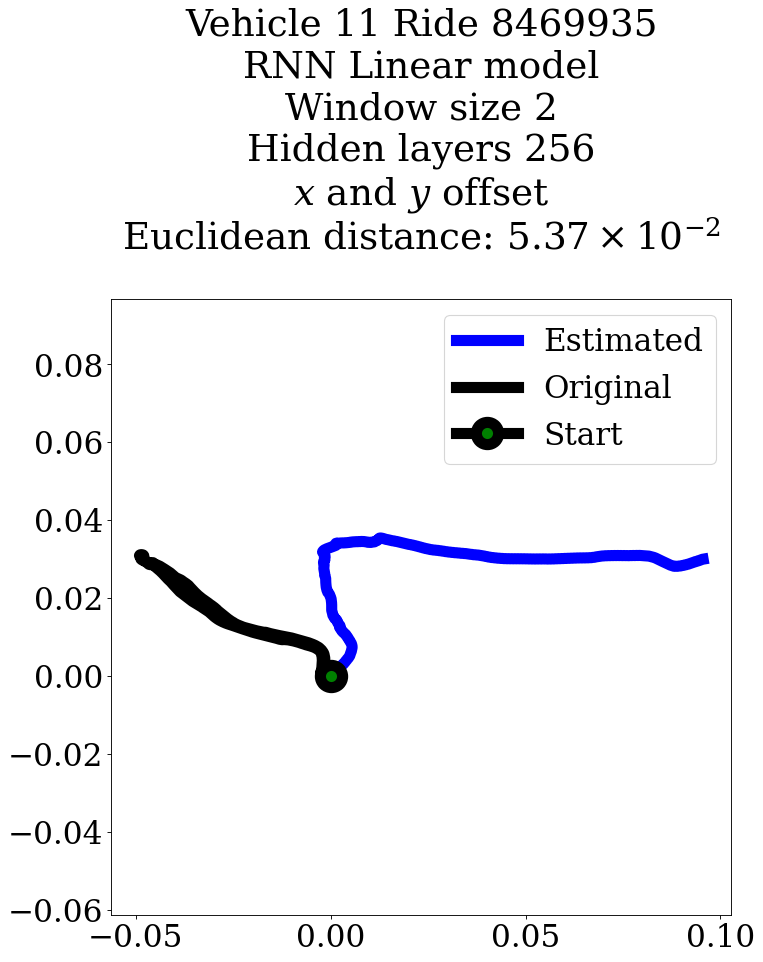 Vehicle 11 Ride 8469935
RNN Linear model
Window size 2
Hidden layers 256
x and y offset
Euclidean distance: 5.37 × 10⁻²
Estimated
Original
Start
0.08
0.06
0.04
0.02
0.00
−0.02
−0.04
−0.06
−0.05 0.00 0.05 0.10